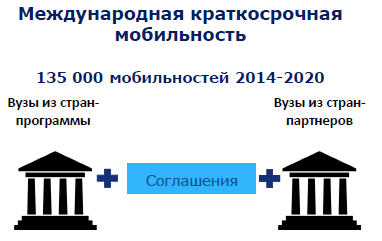 Международная краткосрочная
мобильность
135 000 мобильностей 2014-2020
Вузы из стран-
программы
Вузы из стран-
партнеров
Соглашения